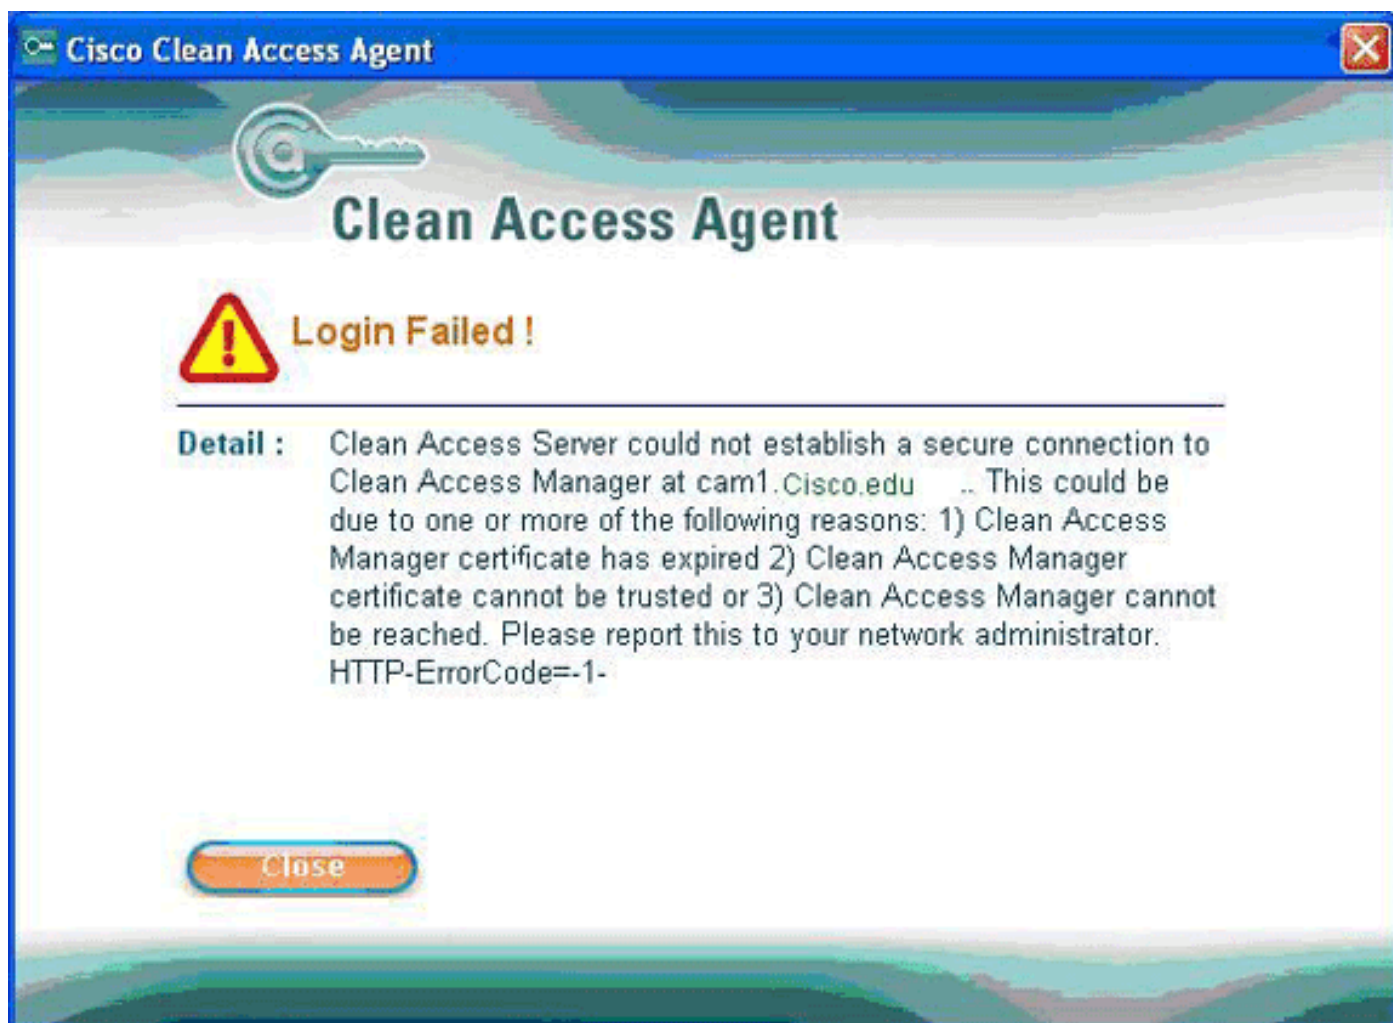 Cisco Clean Access Agent
Clean Access Agent
Login Failed !
Detail : Clean Access Server could not establish a secure connection to
Clean Access Manager at cam1.Cisco.edu .. This could be
due to one or more of the following reasons: 1) Clean Access
Manager certificate has expired 2) Clean Access Manager
certificate cannot be trusted or 3) Clean Access Manager cannot
be reached. Please report this to your network administrator.
HTTP-ErrorCode=-1-
Close